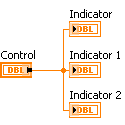 Indicator
DBL
Control
Indicator 1
DBL
DBL
Indicator 2
DBL